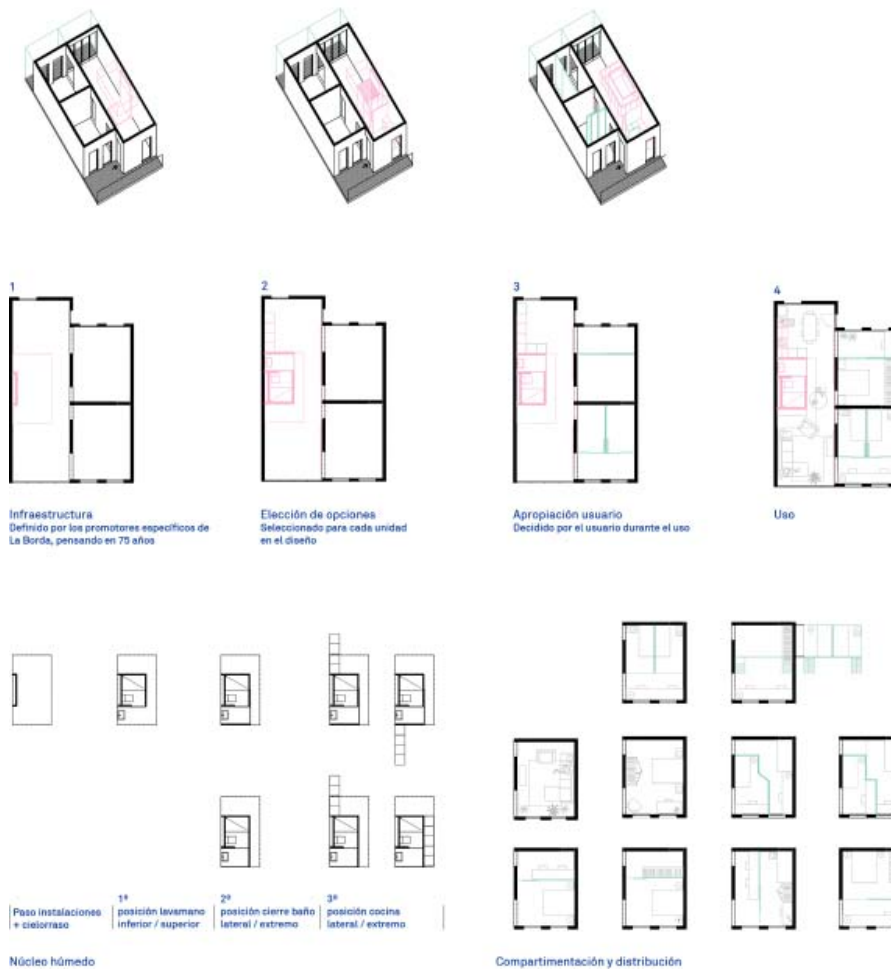 1
2
3
4
Infraestructura
Definido por los promotores específicos de
La Borda, pensando en 75 años
Elección de opciones
Seleccionado para cada unidad
en el diseño
Apropiación usuario
Decidido por el usuario durante el uso
Uso
Paso instalaciones
+ cielorraso
1º
posición lavamano
inferior / superior
2º
posición cierre baño
lateral / extremo
3º
posición cocina
lateral / extremo
Núcleo húmedo
Compartimentación y distribución